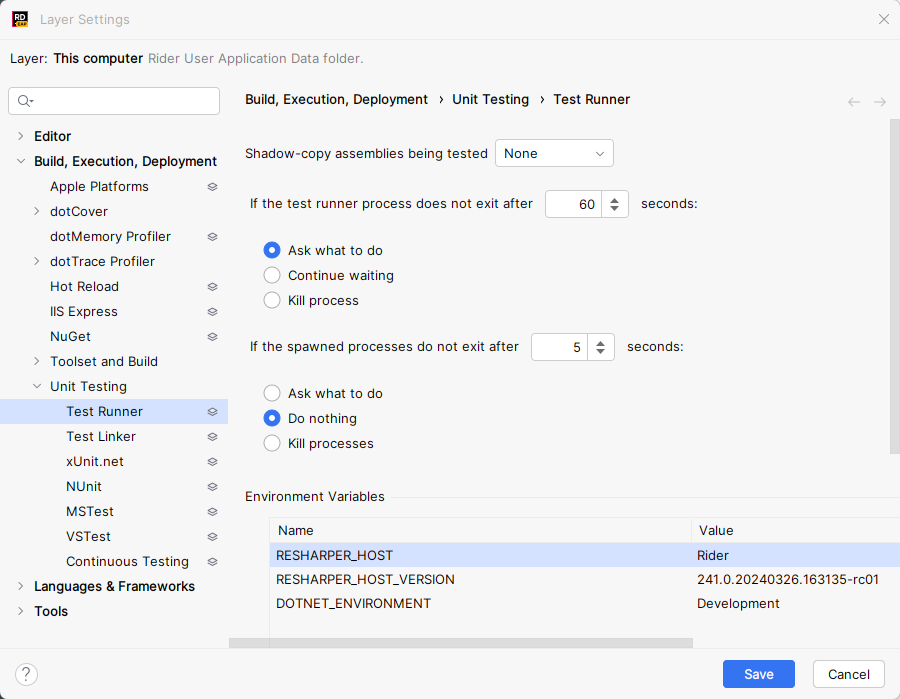 RD
EAP
Layer Settings
Layer: This computer Rider User Application Data folder.
Build, Execution, Deployment › Unit Testing › Test Runner
Editor
Build, Execution, Deployment
Apple Platforms
dotCover
dotMemory Profiler
dotTrace Profiler
Hot Reload
IIS Express
NuGet
Toolset and Build
Unit Testing
Test Runner
Test Linker
xUnit.net
NUnit
MSTest
VSTest
Continuous Testing
Languages & Frameworks
Tools
Shadow-copy assemblies being tested None
If the test runner process does not exit after 60 seconds:
Ask what to do
Continue waiting
Kill process
If the spawned processes do not exit after 5 seconds:
Ask what to do
Do nothing
Kill processes
Environment Variables
Name Value
RESHARPER_HOST Rider
RESHARPER_HOST_VERSION 241.0.20240326.163135-rc01
DOTNET_ENVIRONMENT Development
? Save Cancel